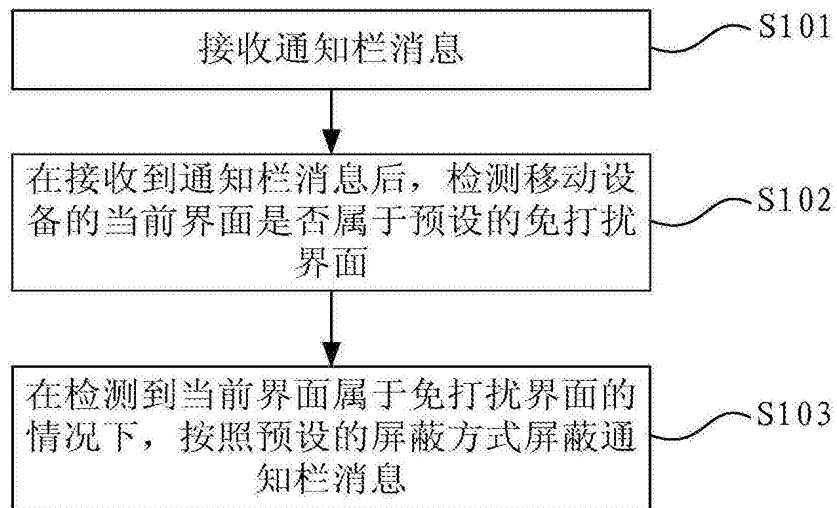 接收通知栏消息
S101
在接收到通知栏消息后，检测移动设
备的当前界面是否属于预设的免打扰
界面
S102
在检测到当前界面属于免打扰界面的
情况下，按照预设的屏蔽方式屏蔽通
知栏消息
S103